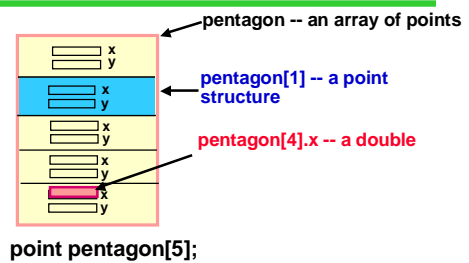 pentagon -- an array of points
x
y
x
y
pentagon[1] -- a point
structure
x
y
pentagon[4].x -- a double
x
y
x
y
point pentagon[5];